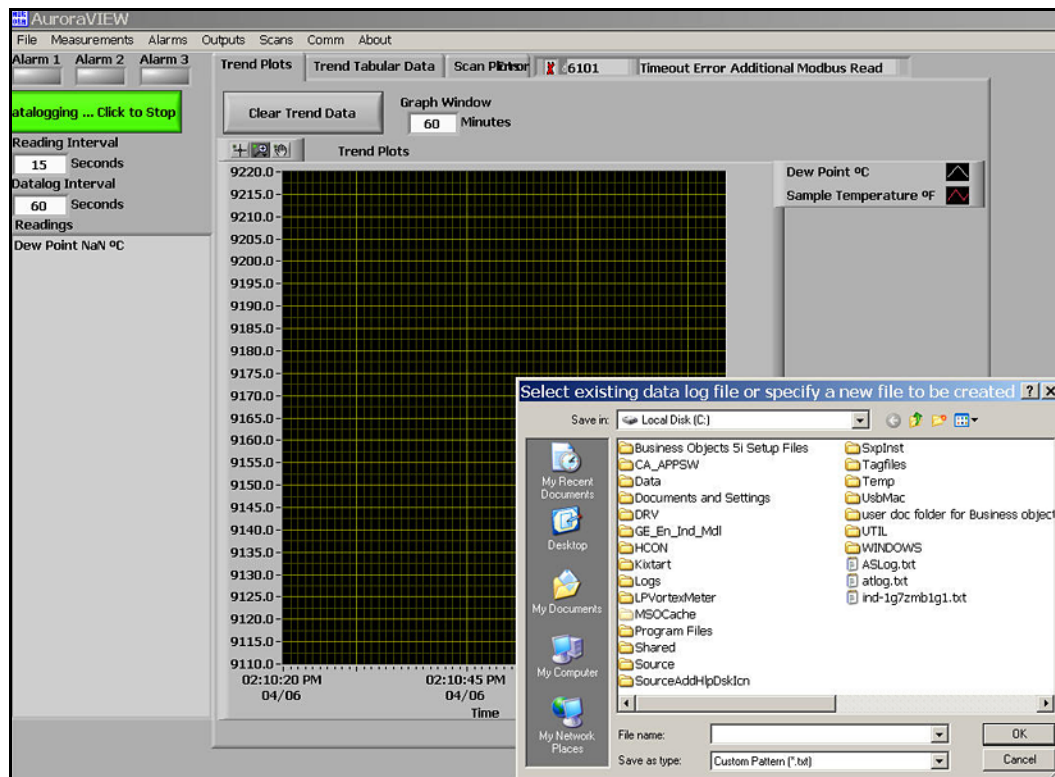 AuroraVIEW
File Measurements Alarms Outputs Scans Comm About
Alarm 1 Alarm 2 Alarm 3
atalogging ... Click to Stop
Reading Interval
15 Seconds
Datalog Interval
60 Seconds
Readings
Dew Point NaN ºC
Trend Plots Trend Tabular Data Scan 6101 Timeout Error Additional Modbus Read
Clear Trend Data
Graph Window
60 Minutes
Trend Plots
9220.0
9215.0
9210.0
9205.0
9200.0
9195.0
9190.0
9185.0
9180.0
9175.0
9170.0
9165.0
9160.0
9155.0
9150.0
9145.0
9140.0
9135.0
9130.0
9125.0
9120.0
9115.0
9110.0
02:10:20 PM 02:10:45 PM
04/06 04/06
Time
Dew Point ºC
Sample Temperature ºF
Select existing data log file or specify a new file to be created
Save in: Local Disk (C:)
My Recent Documents
Desktop
My Documents
My Computer
My Network Places
Business Objects 5i Setup Files
CA_APPSW
Data
Documents and Settings
DRV
GE_En_Ind_Mdl
HCON
Kixtart
Logs
LPVortexMeter
MSOCache
Program Files
Shared
Source
SourceAddHlpDskIcn
SxpInst
Tagfiles
Temp
UsbMac
user doc folder for Business object
UTIL
WINDOWS
ASLog.txt
atlog.txt
ind-1g7zmb1g1.txt
File name: OK
Save as type: Custom Pattern (*.txt) Cancel